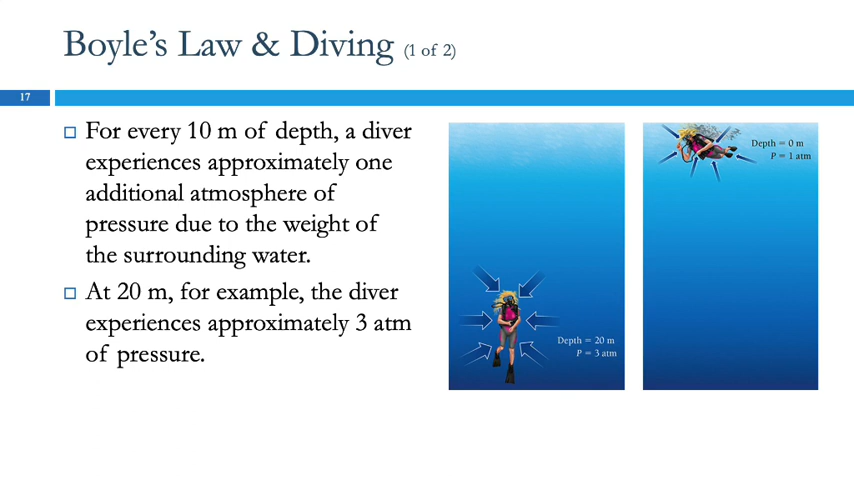 Boyle's Law & Diving (1 of 2)
17
□ For every 10 m of depth, a diver
experiences approximately one
additional atmosphere of
pressure due to the weight of
the surrounding water.
□ At 20 m, for example, the diver
experiences approximately 3 atm
of pressure.
Depth = 20 m
P = 3 atm
Depth = 0 m
P = 1 atm